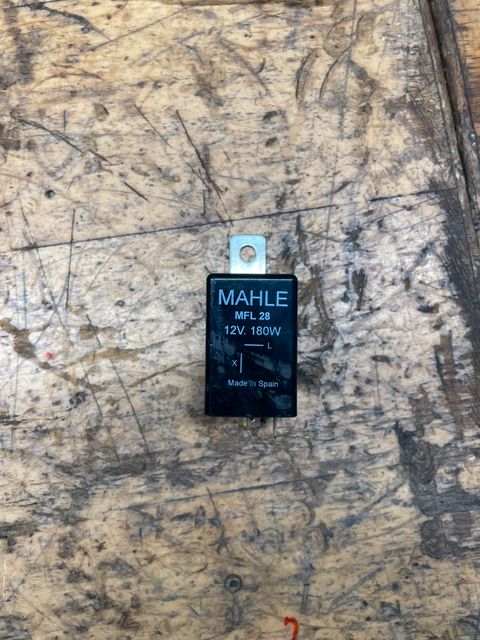 MAHLE
MFL 28
12V. 180W
L
X
Made in Spain